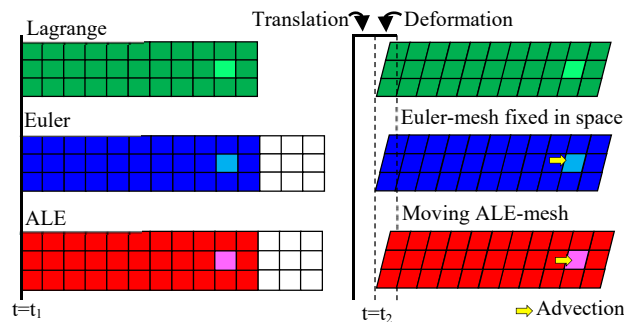 Translation Deformation
Lagrange
Euler
Euler-mesh fixed in space
ALE
Moving ALE-mesh
t=t1
t=t2
Advection